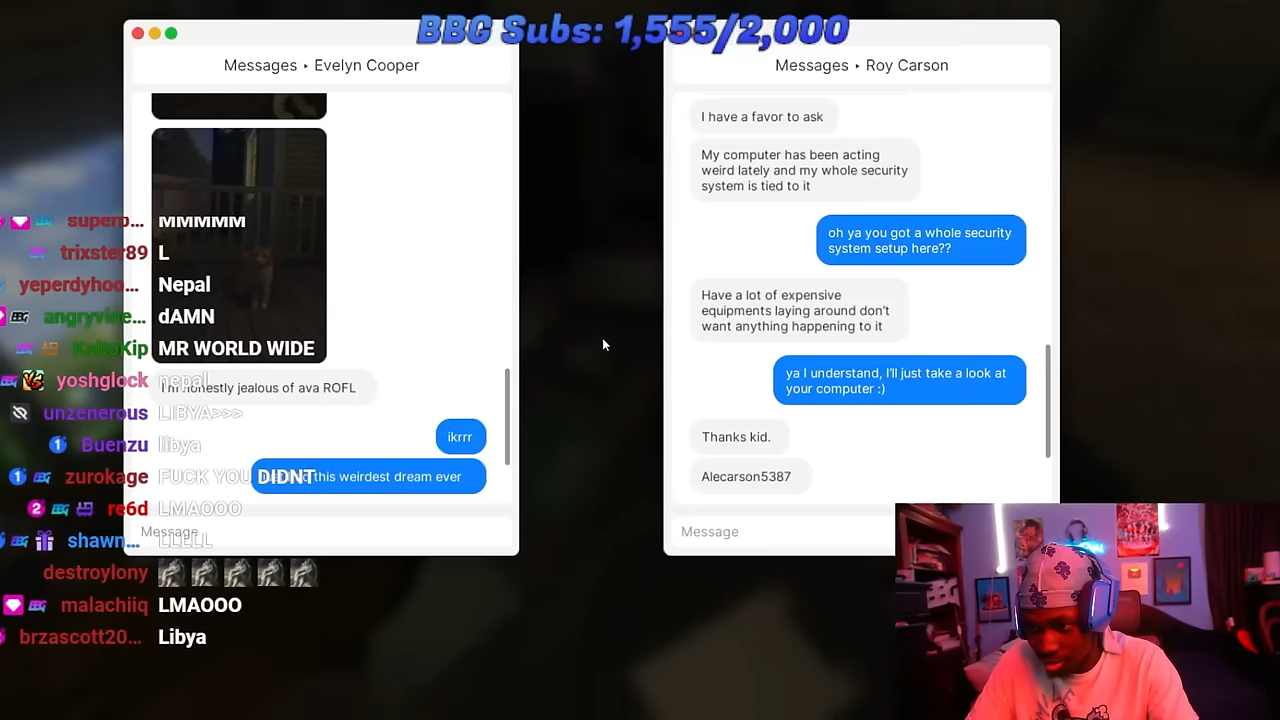 BBG Subs: 1,555/2,000
Messages ‣ Evelyn Cooper
I'm honestly jealous of ava ROFL
ikrrr
this weirdest dream ever
Message
Messages ‣ Roy Carson
I have a favor to ask
My computer has been acting
weird lately and my whole security
system is tied to it
oh ya you got a whole security
system setup here??
Have a lot of expensive
equipments laying around don't
want anything happening to it
ya I understand, I'll just take a look at
your computer :)
Thanks kid.
Alecarson5387
Message
superb... MMMMM
trixster89 L
yeperdyhoo... Nepal
angryvine... dAMN
KaituKip MR WORLD WIDE
yoshglock nepal
unzenerous LIBYA>>>
Buenzu libya
zurokage FUCK YOU DIDNT
re6d LMAOOO
shawn... LLLLL
destroylony
malachiiq LMAOOO
brzascott20... Libya